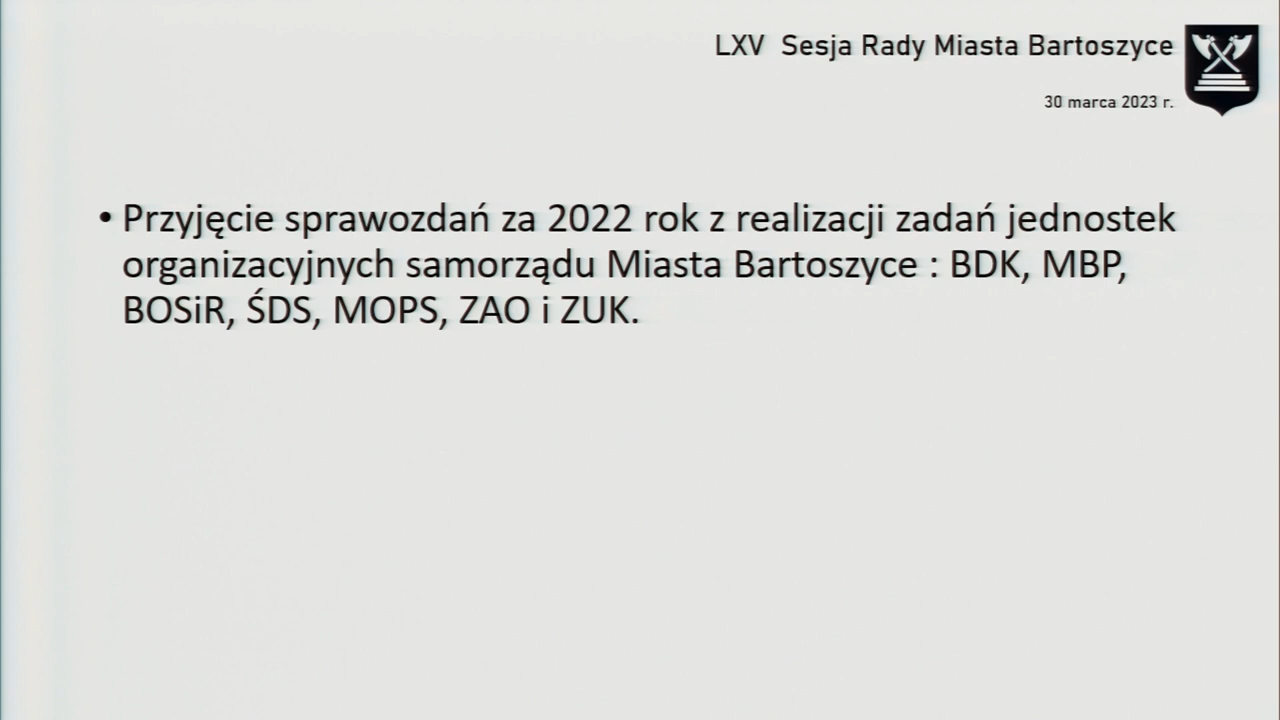 LXV Sesja Rady Miasta Bartoszyce
30 marca 2023 r.
• Przyjęcie sprawozdań za 2022 rok z realizacji zadań jednostek
organizacyjnych samorządu Miasta Bartoszyce : BDK, MBP,
BOSiR, ŚDS, MOPS, ZAO i ZUK.